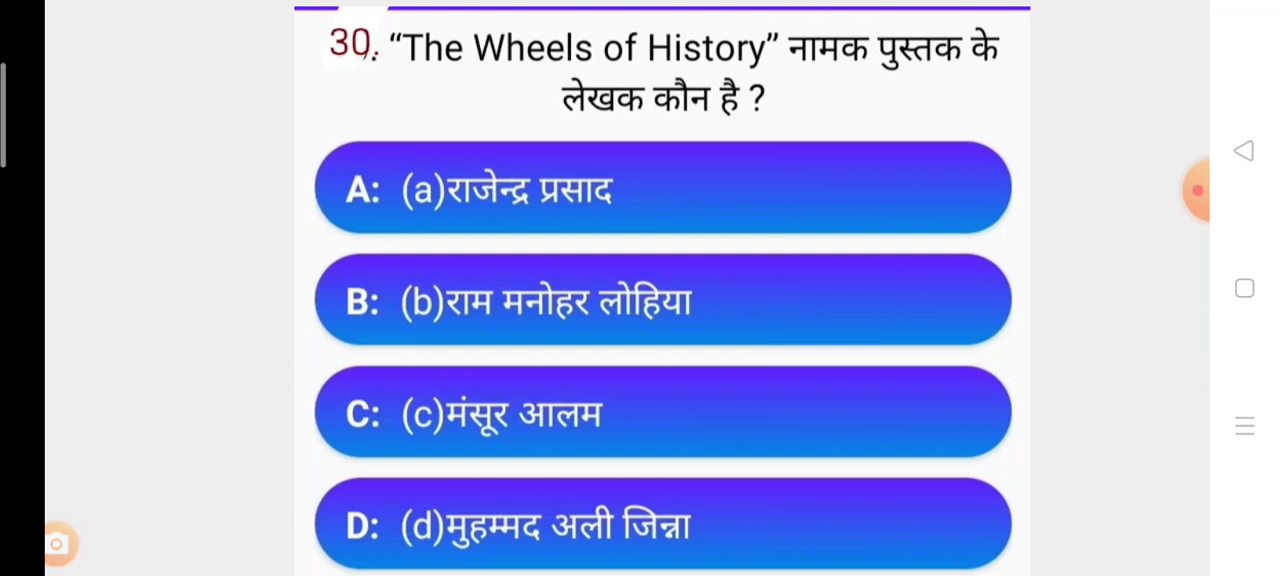 30. “The Wheels of History” नामक पुस्तक के
लेखक कौन है ?
A: (a)राजेन्द्र प्रसाद
B: (b)राम मनोहर लोहिया
C: (c)मंसूर आलम
D: (d)मुहम्मद अली जिन्ना